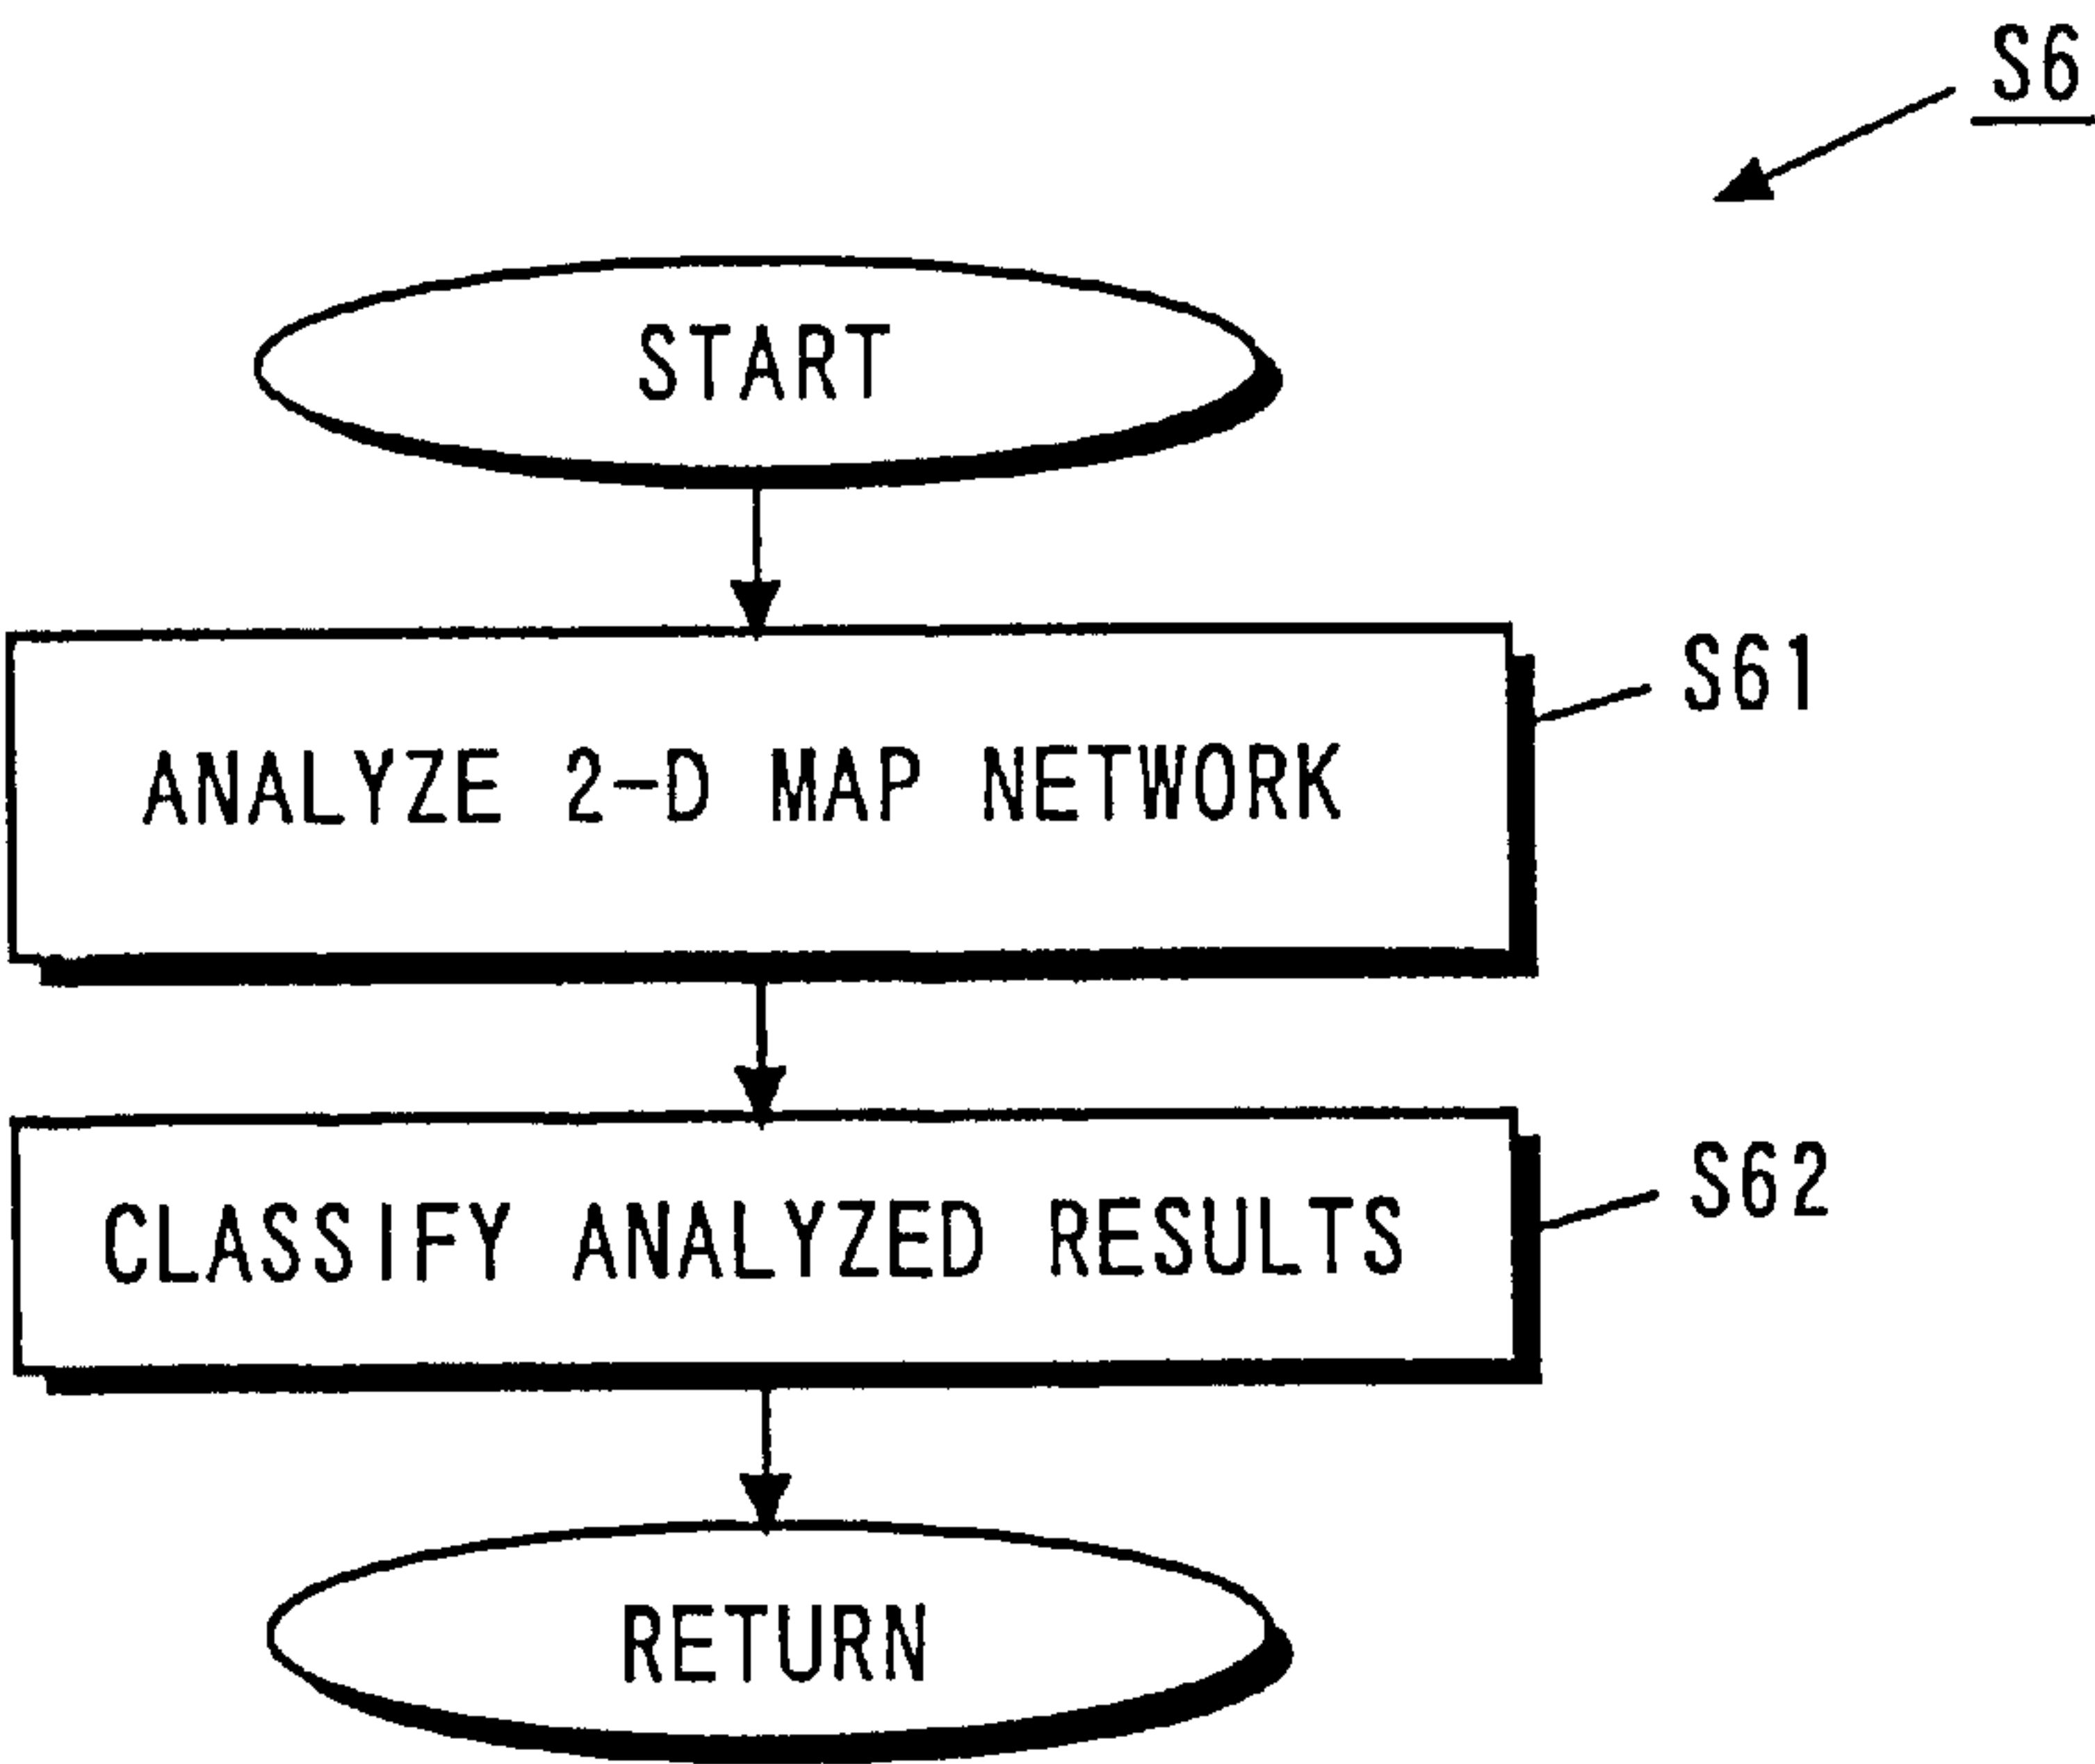 S6
START
S61
ANALYZE 2-D MAP NETWORK
S62
CLASSIFY ANALYZED RESULTS
RETURN